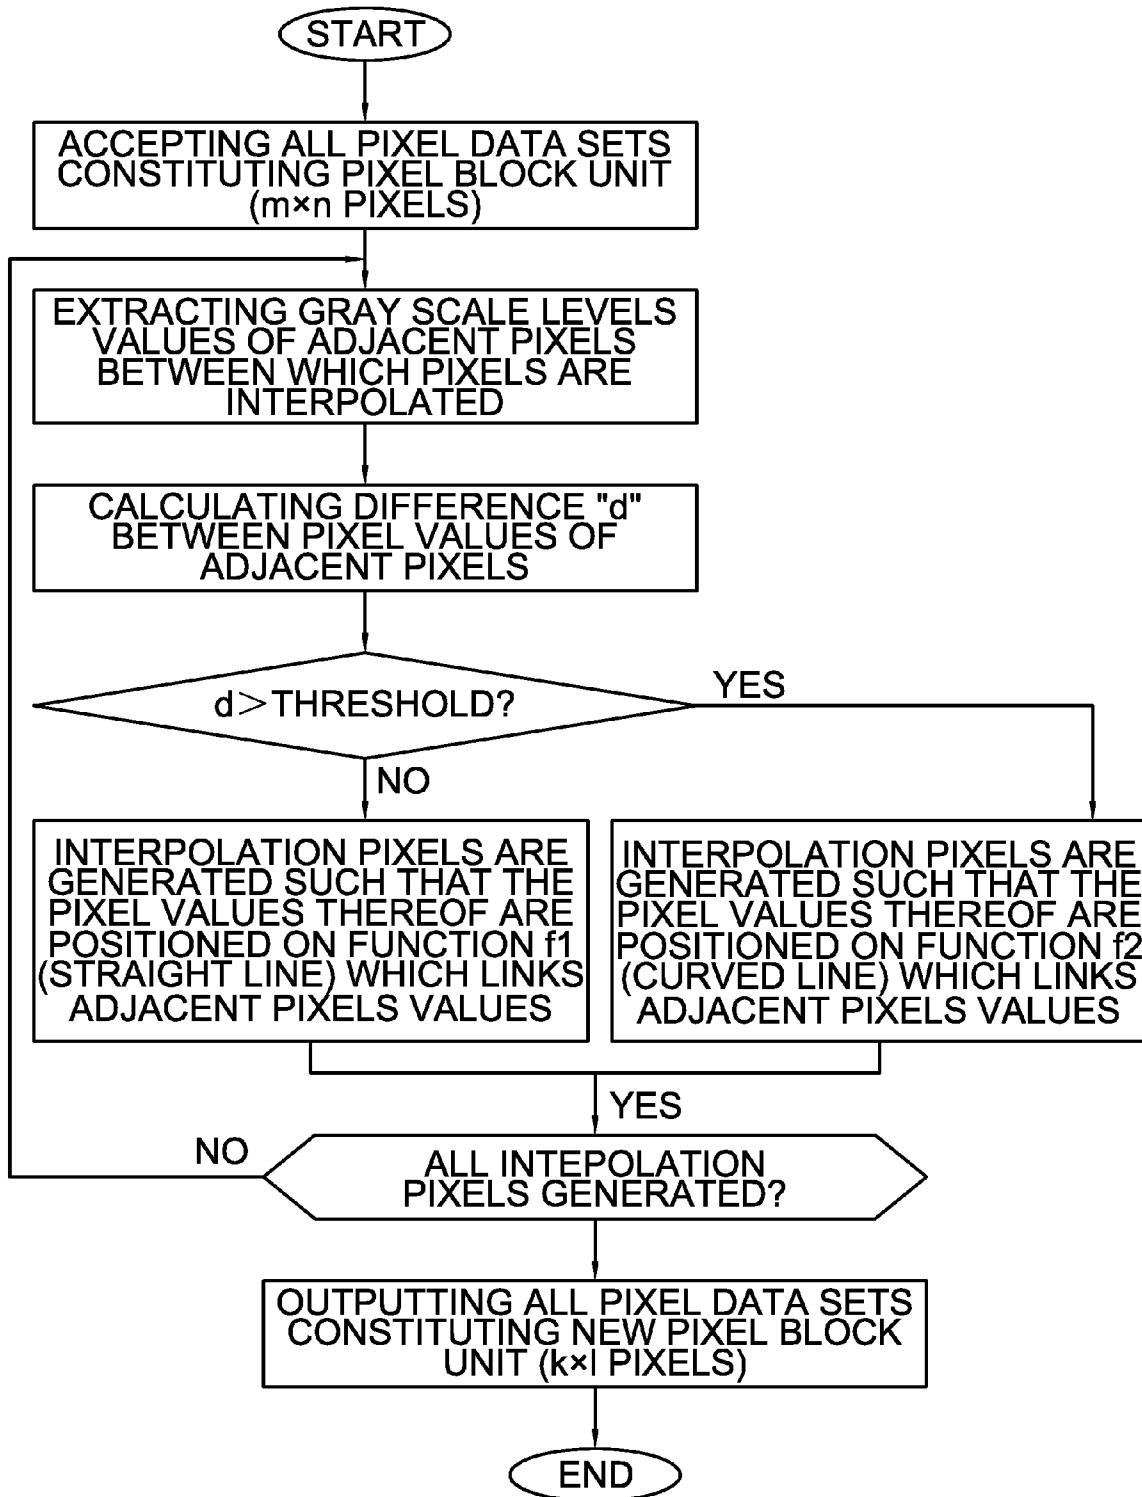 START
ACCEPTING ALL PIXEL DATA SETS
CONSTITUTING PIXEL BLOCK UNIT
(m×n PIXELS)
EXTRACTING GRAY SCALE LEVELS
VALUES OF ADJACENT PIXELS
BETWEEN WHICH PIXELS ARE
INTERPOLATED
CALCULATING DIFFERENCE "d"
BETWEEN PIXEL VALUES OF
ADJACENT PIXELS
d>THRESHOLD?
YES
NO
INTERPOLATION PIXELS ARE
GENERATED SUCH THAT THE
PIXEL VALUES THEREOF ARE
POSITIONED ON FUNCTION f1
(STRAIGHT LINE) WHICH LINKS
ADJACENT PIXELS VALUES
INTERPOLATION PIXELS ARE
GENERATED SUCH THAT THE
PIXEL VALUES THEREOF ARE
POSITIONED ON FUNCTION f2
(CURVED LINE) WHICH LINKS
ADJACENT PIXELS VALUES
YES
NO
ALL INTEPOLATION
PIXELS GENERATED?
OUTPUTTING ALL PIXEL DATA SETS
CONSTITUTING NEW PIXEL BLOCK
UNIT (k×l PIXELS)
END